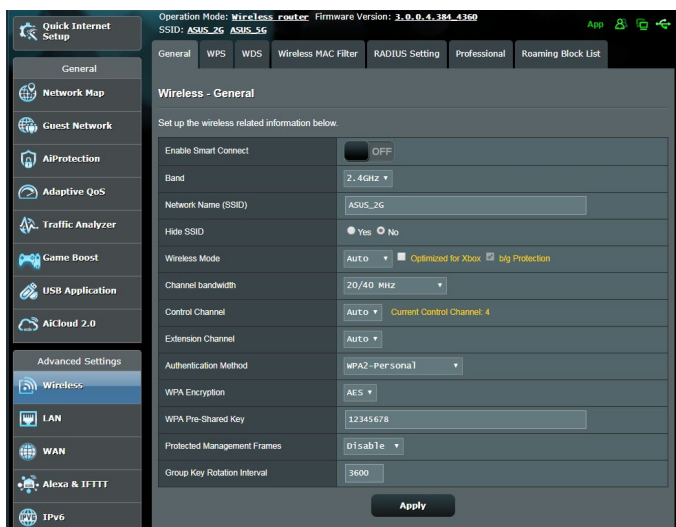 Quick Internet
Setup
Operation Mode: Wireless router Firmware Version: 3.0.0.4.384_4360
SSID: ASUS_2G ASUS_5G
App
General
Network Map
Guest Network
AiProtection
Adaptive QoS
Traffic Analyzer
Game Boost
USB Application
AiCloud 2.0
Advanced Settings
Wireless
LAN
WAN
Alexa & IFTTT
IPv6
General WPS WDS Wireless MAC Filter RADIUS Setting Professional Roaming Block List
Wireless - General
Set up the wireless related information below.
Enable Smart Connect OFF
Band 2.4GHz
Network Name (SSID) ASUS_2G
Hide SSID Yes No
Wireless Mode Auto Optimized for Xbox b/g Protection
Channel bandwidth 20/40 MHz
Control Channel Auto Current Control Channel: 4
Extension Channel Auto
Authentication Method WPA2-Personal
WPA Encryption AES
WPA Pre-Shared Key 12345678
Protected Management Frames Disable
Group Key Rotation Interval 3600
Apply